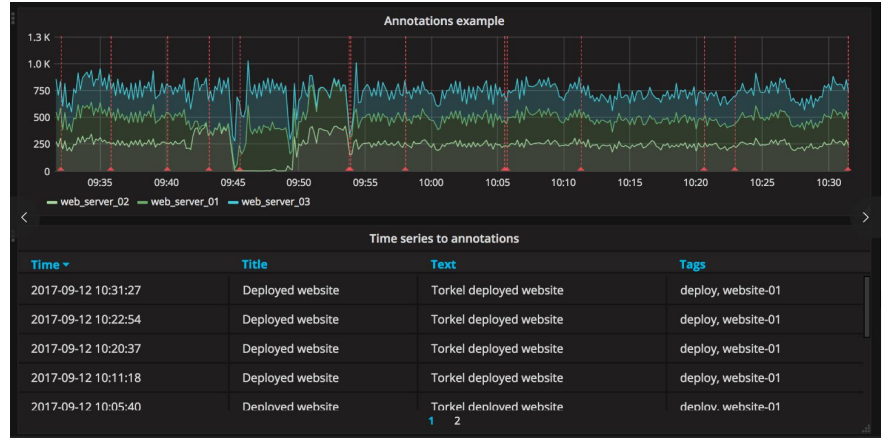 Annotations example
1.3 K
1.0 K
750
500
250
0
09:35 09:40 09:45 09:50 09:55 10:00 10:05 10:10 10:15 10:20 10:25 10:30
web_server_02 web_server_01 web_server_03
Time series to annotations
Time Title Text Tags
2017-09-12 10:31:27 Deployed website Torkel deployed website deploy, website-01
2017-09-12 10:22:54 Deployed website Torkel deployed website deploy, website-01
2017-09-12 10:20:37 Deployed website Torkel deployed website deploy, website-01
2017-09-12 10:11:18 Deployed website Torkel deployed website deploy, website-01
2017-09-12 10:05:40 Deployed website Torkel deployed website deploy, website-01
1 2